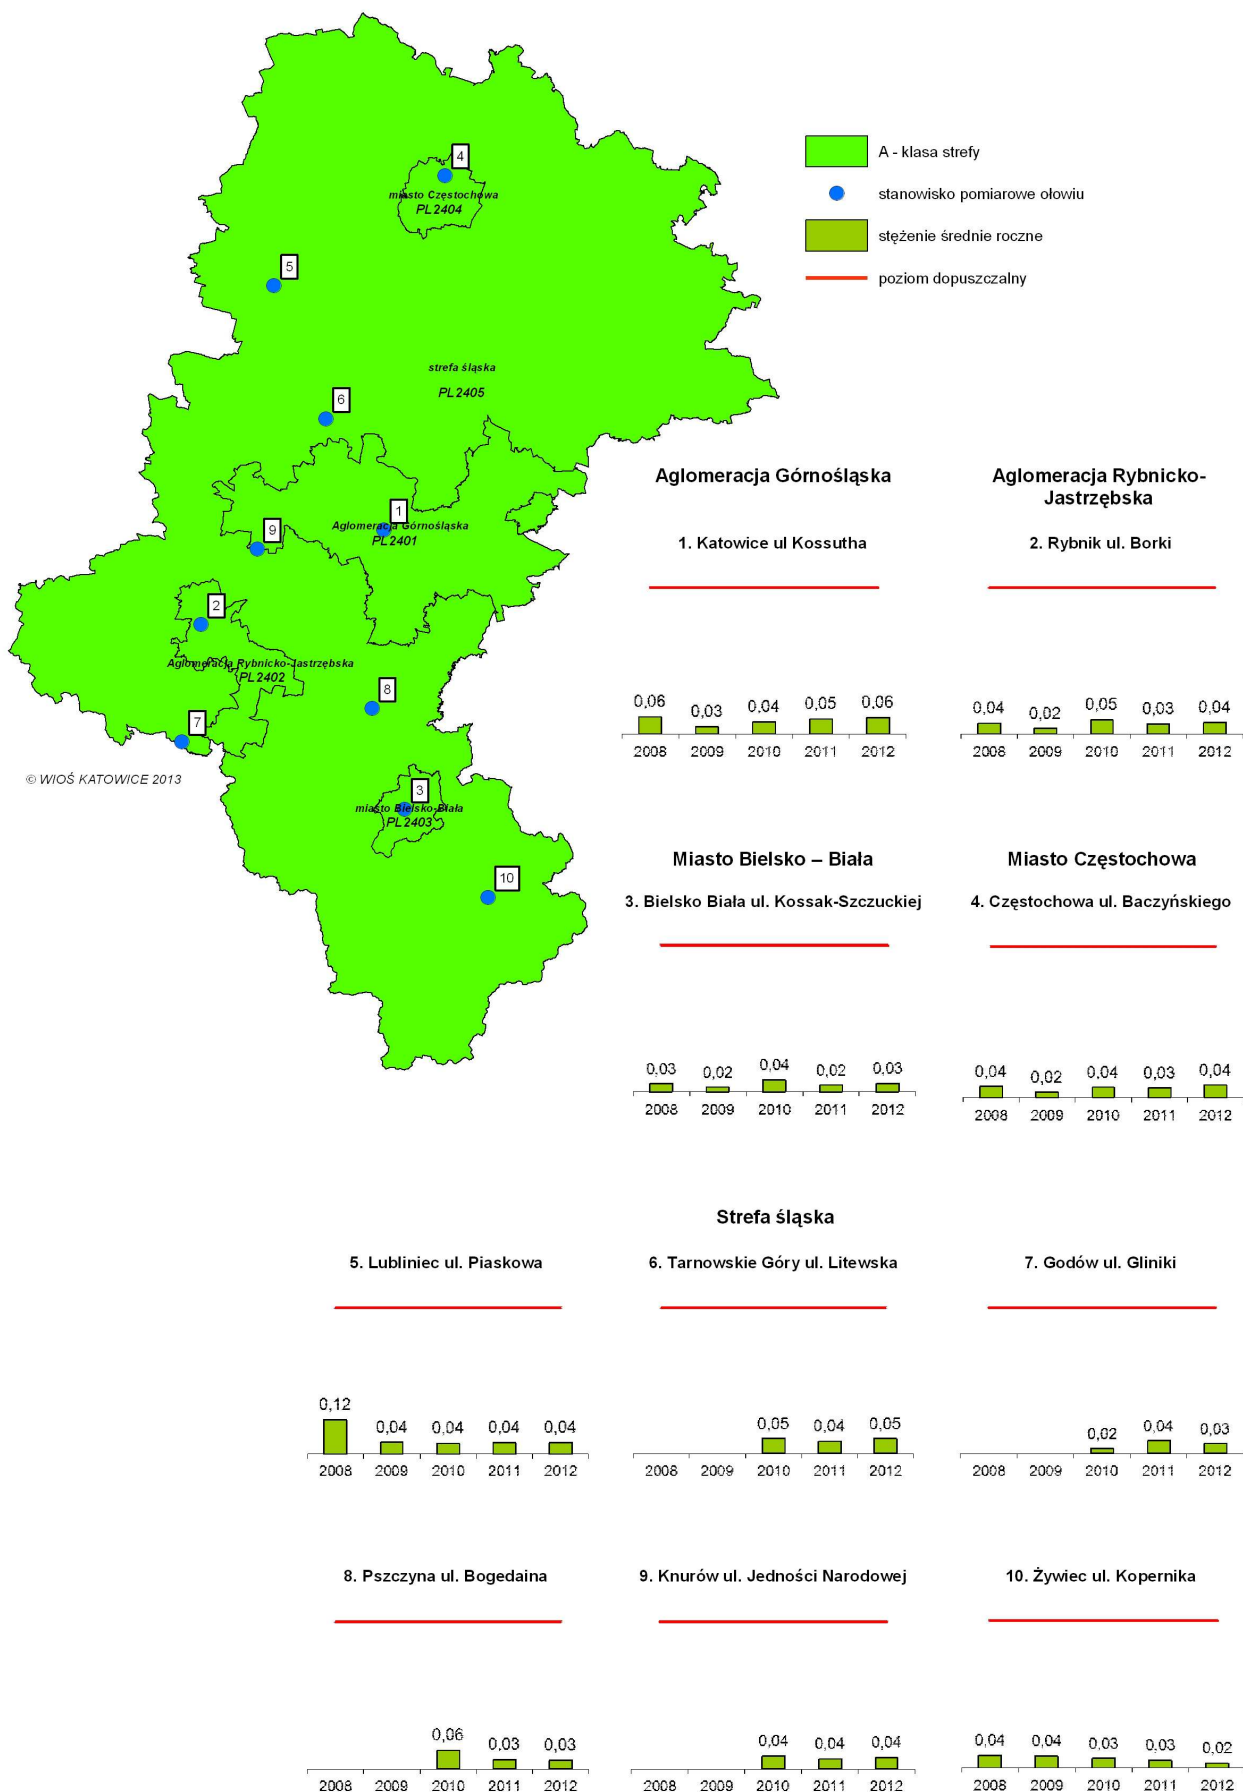 4
miasto Częstochowa
PL2404
5
strefa śląska
PL2405
6
1
Aglomeracja Górnośląska
PL2401
9
2
Aglomeracja Rybnicko-Jastrzębska
PL2402
8
7
© WIOŚ KATOWICE 2013
3
miasto Bielsko-Biała
PL2403
10
A - klasa strefy
stanowisko pomiarowe ołowiu
stężenie średnie roczne
poziom dopuszczalny
Aglomeracja Górnośląska
1. Katowice ul Kossutha
0,06 0,03 0,04 0,05 0,06
2008 2009 2010 2011 2012
Aglomeracja Rybnicko-
Jastrzębska
2. Rybnik ul. Borki
0,04 0,02 0,05 0,03 0,04
2008 2009 2010 2011 2012
Miasto Bielsko – Biała
3. Bielsko Biała ul. Kossak-Szczuckiej
0,03 0,02 0,04 0,02 0,03
2008 2009 2010 2011 2012
Miasto Częstochowa
4. Częstochowa ul. Baczyńskiego
0,04 0,02 0,04 0,03 0,04
2008 2009 2010 2011 2012
Strefa śląska
5. Lubliniec ul. Piaskowa
0,12 0,04 0,04 0,04 0,04
2008 2009 2010 2011 2012
6. Tarnowskie Góry ul. Litewska
0,05 0,04 0,05
2008 2009 2010 2011 2012
7. Godów ul. Gliniki
0,02 0,04 0,03
2008 2009 2010 2011 2012
8. Pszczyna ul. Bogedaina
0,06 0,03 0,03
2008 2009 2010 2011 2012
9. Knurów ul. Jedności Narodowej
0,04 0,04 0,04
2008 2009 2010 2011 2012
10. Żywiec ul. Kopernika
0,04 0,04 0,03 0,03 0,02
2008 2009 2010 2011 2012